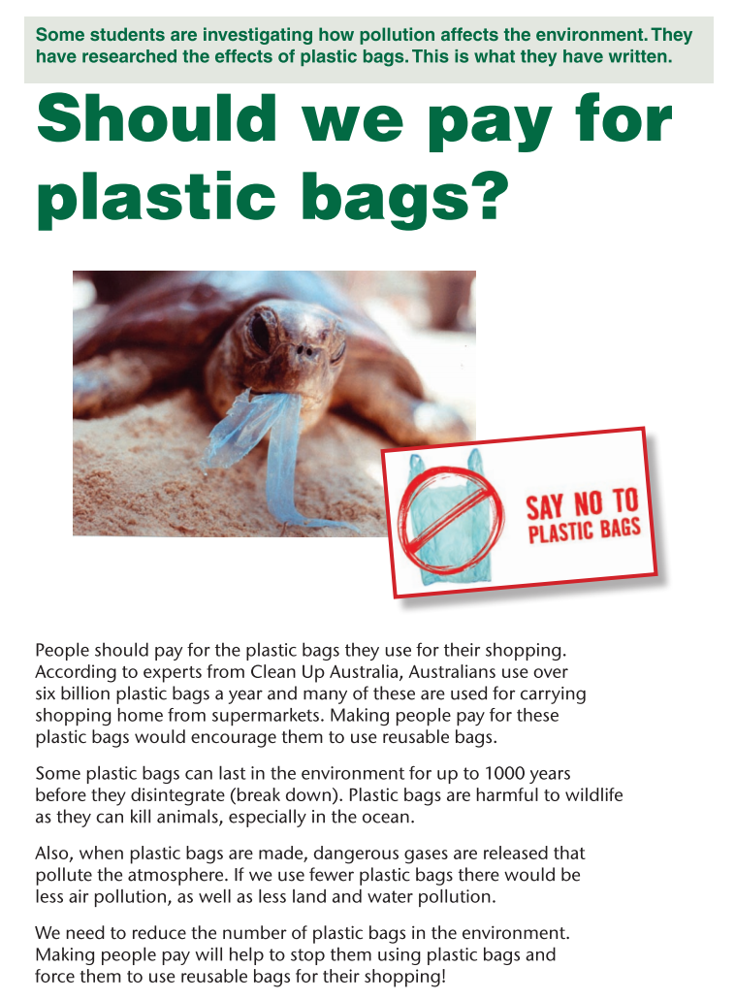 Some students are investigating how pollution affects the environment. They
have researched the effects of plastic bags. This is what they have written.
Should we pay for
plastic bags?
SAY NO TO
PLASTIC BAGS
People should pay for the plastic bags they use for their shopping.
According to experts from Clean Up Australia, Australians use over
six billion plastic bags a year and many of these are used for carrying
shopping home from supermarkets. Making people pay for these
plastic bags would encourage them to use reusable bags.
Some plastic bags can last in the environment for up to 1000 years
before they disintegrate (break down). Plastic bags are harmful to wildlife
as they can kill animals, especially in the ocean.
Also, when plastic bags are made, dangerous gases are released that
pollute the atmosphere. If we use fewer plastic bags there would be
less air pollution, as well as less land and water pollution.
We need to reduce the number of plastic bags in the environment.
Making people pay will help to stop them using plastic bags and
force them to use reusable bags for their shopping!